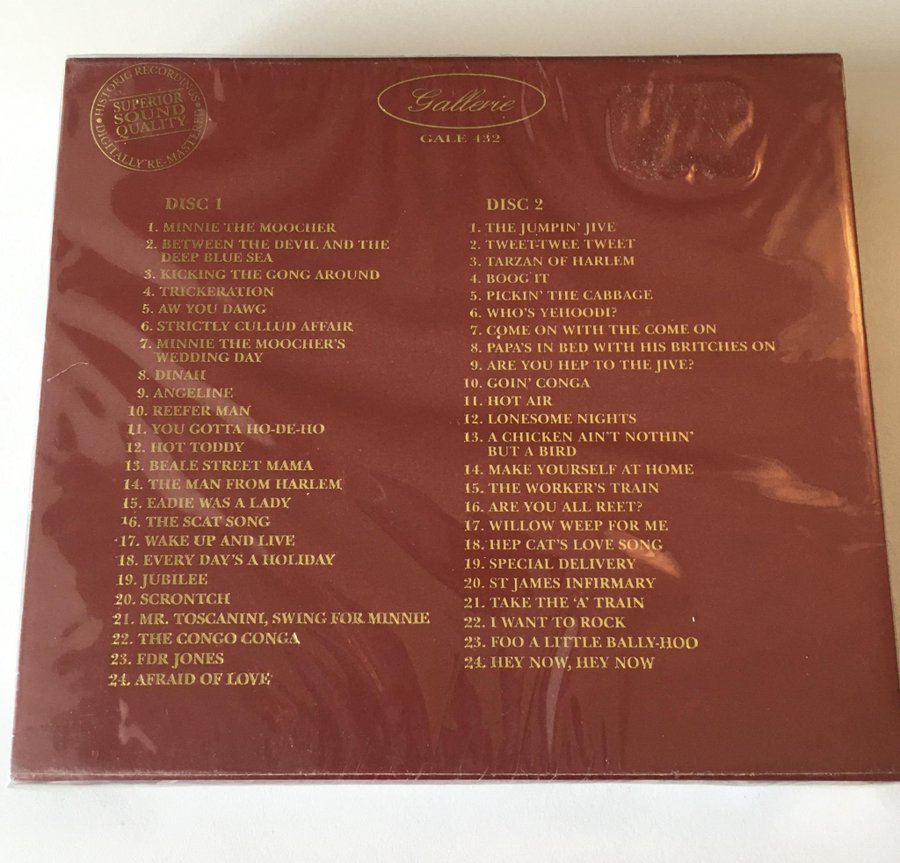 HISTORIC RECORDINGS
SUPERIOR
SOUND
QUALITY
DIGITALLY RE-MASTERED
Gallerie
GALE 432
DISC 1
1. MINNIE THE MOOCHER
2. BETWEEN THE DEVIL AND THE
DEEP BLUE SEA
3. KICKING THE GONG AROUND
4. TRICKERATION
5. AW YOU DAWG
6. STRICTLY CULLUD AFFAIR
7. MINNIE THE MOOCHER'S
WEDDING DAY
8. DINAH
9. ANGELINE
10. REEFER MAN
11. YOU GOTTA HO-DE-HO
12. HOT TODDY
13. BEALE STREET MAMA
14. THE MAN FROM HARLEM
15. EADIE WAS A LADY
16. THE SCAT SONG
17. WAKE UP AND LIVE
18. EVERY DAY'S A HOLIDAY
19. JUBILEE
20. SCRONTCH
21. MR. TOSCANINI, SWING FOR MINNIE
22. THE CONGO CONGA
23. FDR JONES
24. AFRAID OF LOVE
DISC 2
1. THE JUMPIN' JIVE
2. TWEET-TWEE TWEET
3. TARZAN OF HARLEM
4. BOOG IT
5. PICKIN' THE CABBAGE
6. WHO'S YEHOODI?
7. COME ON WITH THE COME ON
8. PAPA'S IN BED WITH HIS BRITCHES ON
9. ARE YOU HEP TO THE JIVE?
10. GOIN' CONGA
11. HOT AIR
12. LONESOME NIGHTS
13. A CHICKEN AIN'T NOTHIN'
BUT A BIRD
14. MAKE YOURSELF AT HOME
15. THE WORKER'S TRAIN
16. ARE YOU ALL REET?
17. WILLOW WEEP FOR ME
18. HEP CAT'S LOVE SONG
19. SPECIAL DELIVERY
20. ST JAMES INFIRMARY
21. TAKE THE 'A' TRAIN
22. I WANT TO ROCK
23. FOO A LITTLE BALLY-HOO
24. HEY NOW, HEY NOW